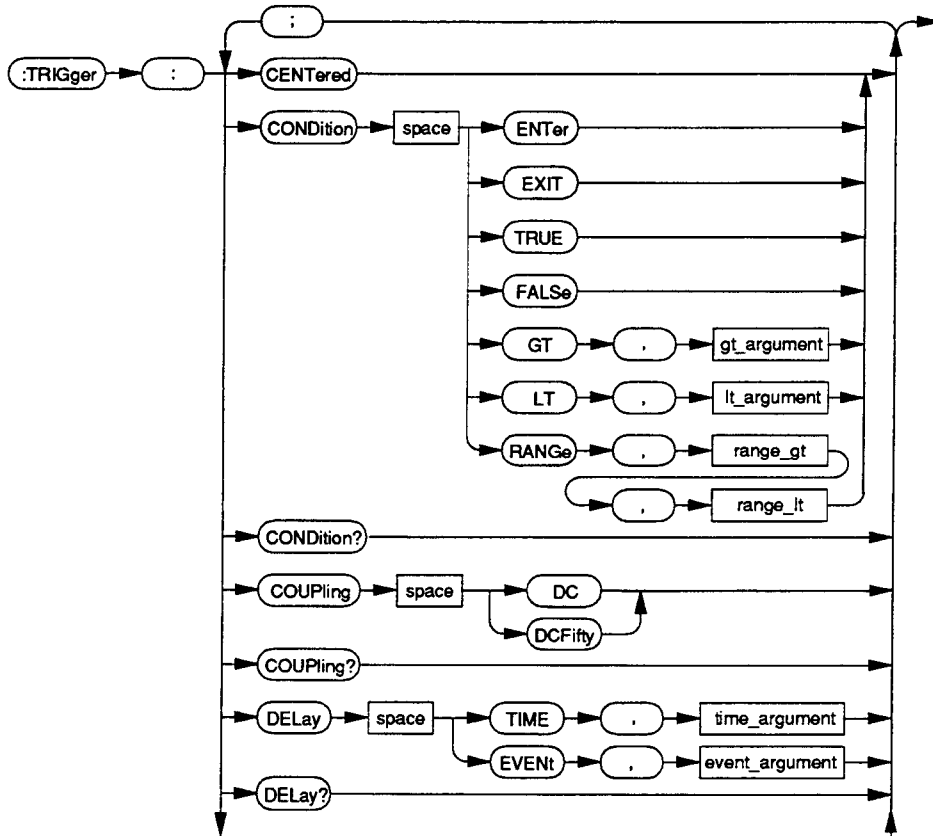 ;
:TRIGger : CENTered
CONDition space ENTer
EXIT
TRUE
FALSe
GT , gt_argument
LT , lt_argument
RANGe , range_gt
, range_lt
CONDition?
COUPling space DC
DCFifty
COUPling?
DELay space TIME , time_argument
EVENt , event_argument
DELay?